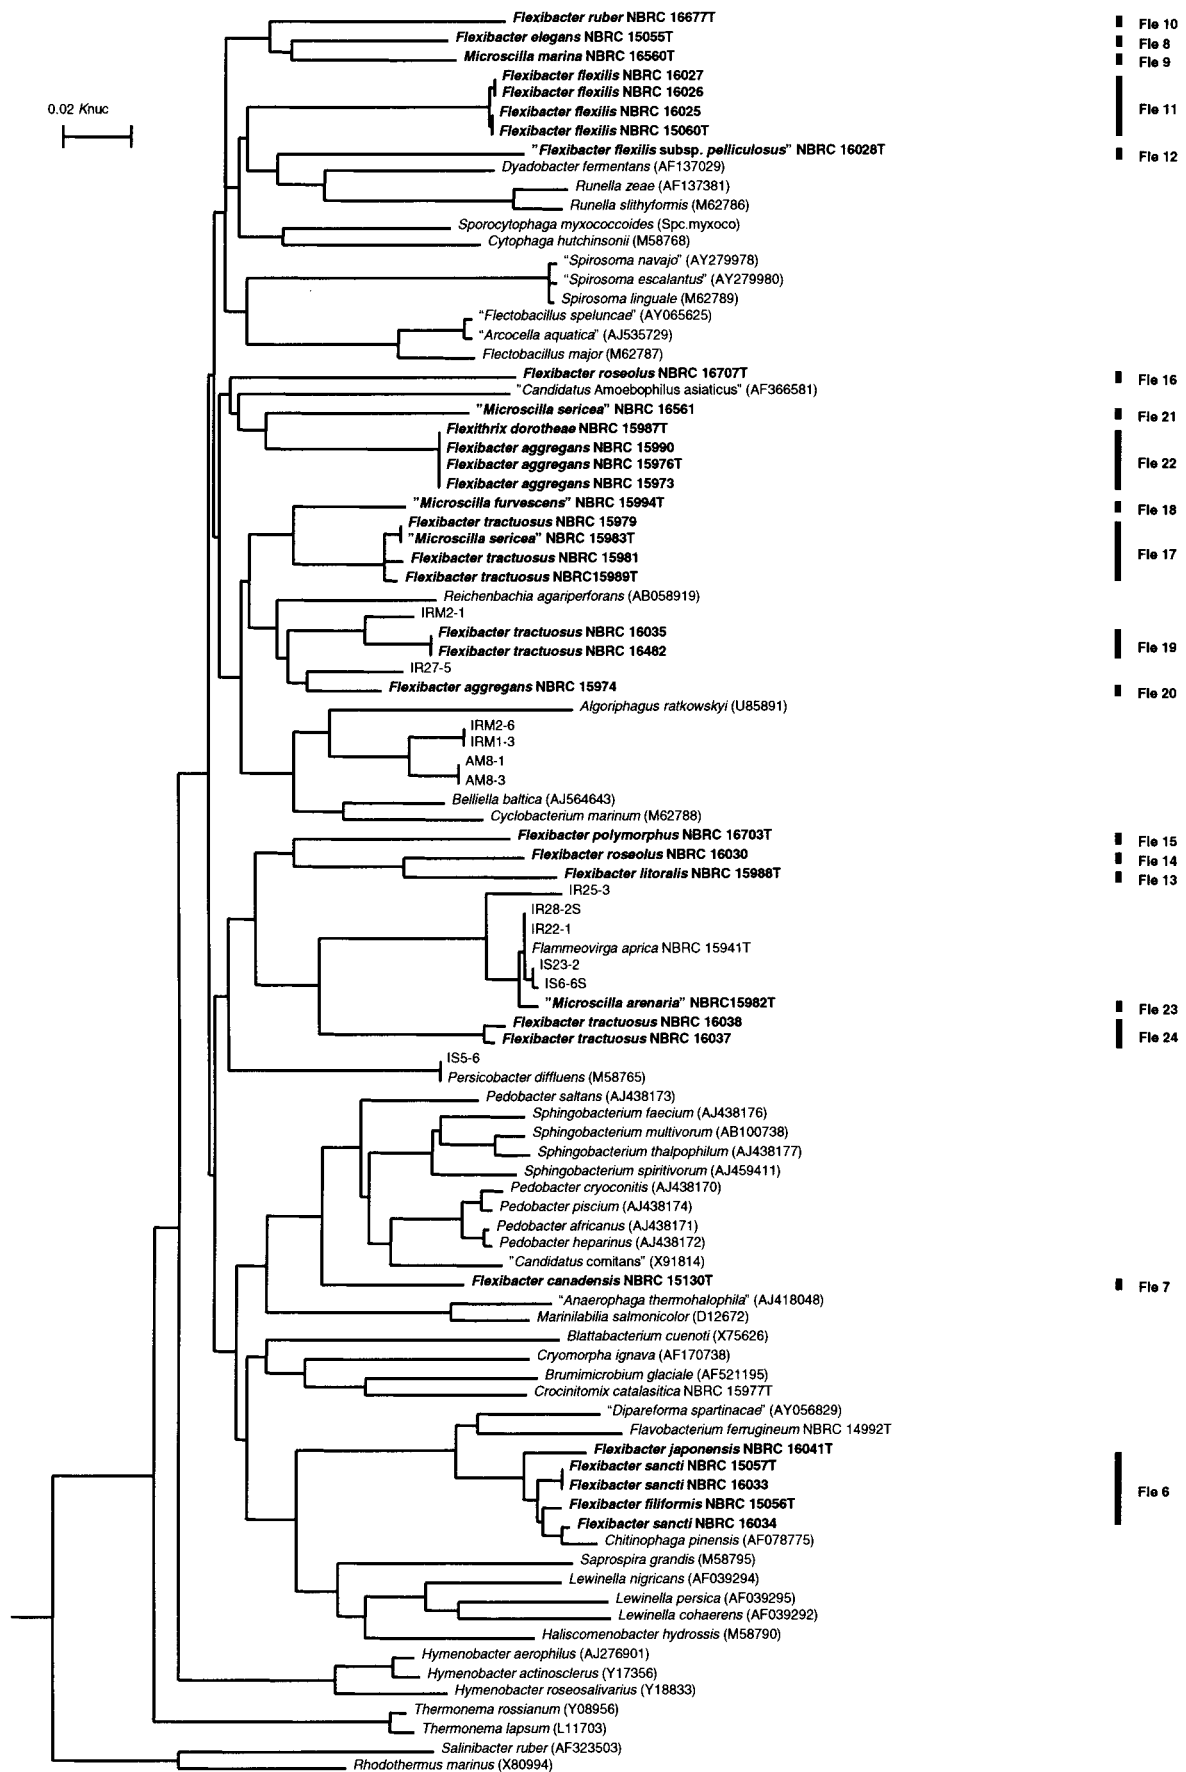 Flexibacter ruber NBRC 16677T Fle 10
Flexibacter elegans NBRC 15055T Fle 8
Microscilla marina NBRC 16560T Fle 9
Flexibacter flexilis NBRC 16027
Flexibacter flexilis NBRC 16026
0.02 Knuc
Flexibacter flexilis NBRC 16025 Fle 11
Flexibacter flexilis NBRC 15060T
"Flexibacter flexilis subsp. pelliculosus" NBRC 16028T Fle 12
Dyadobacter fermentans (AF137029)
Runella zeae (AF137381)
Runella slithyformis (M62786)
Sporocytophaga myxococcoides (Spc.myxoco)
Cytophaga hutchinsonii (M58768)
"Spirosoma navajo" (AY279978)
"Spirosoma escalantus" (AY279980)
Spirosoma linguale (M62789)
"Flectobacillus speluncae" (AY065625)
"Arcocella aquatica" (AJ535729)
Flectobacillus major (M62787)
Flexibacter roseolus NBRC 16707T Fle 16
"Candidatus Amoebophilus asiaticus" (AF366581)
"Microscilla sericea" NBRC 16561 Fle 21
Flexithrix dorotheae NBRC 15987T
Flexibacter aggregans NBRC 15990
Flexibacter aggregans NBRC 15976T Fle 22
Flexibacter aggregans NBRC 15973
"Microscilla furvescens" NBRC 15994T Fle 18
Flexibacter tractuosus NBRC 15979
"Microscilla sericea" NBRC 15983T
Flexibacter tractuosus NBRC 15981 Fle 17
Flexibacter tractuosus NBRC15989T
Reichenbachia agariperforans (AB058919)
IRM2-1
Flexibacter tractuosus NBRC 16035
Flexibacter tractuosus NBRC 16482 Fle 19
IR27-5
Flexibacter aggregans NBRC 15974 Fle 20
Algoriphagus ratkowskyi (U85891)
IRM2-6
IRM1-3
AM8-1
AM8-3
Belliella baltica (AJ564643)
Cyclobacterium marinum (M62788)
Flexibacter polymorphus NBRC 16703T Fle 15
Flexibacter roseolus NBRC 16030 Fle 14
Flexibacter litoralis NBRC 15988T Fle 13
IR25-3
IR28-2S
IR22-1
Flammeovirga aprica NBRC 15941T
IS23-2
IS6-6S
"Microscilla arenaria" NBRC15982T Fle 23
Flexibacter tractuosus NBRC 16038
Flexibacter tractuosus NBRC 16037 Fle 24
IS5-6
Persicobacter diffluens (M58765)
Pedobacter saltans (AJ438173)
Sphingobacterium faecium (AJ438176)
Sphingobacterium multivorum (AB100738)
Sphingobacterium thalpophilum (AJ438177)
Sphingobacterium spiritivorum (AJ459411)
Pedobacter cryoconitis (AJ438170)
Pedobacter piscium (AJ438174)
Pedobacter africanus (AJ438171)
Pedobacter heparinus (AJ438172)
"Candidatus comitans" (X91814)
Flexibacter canadensis NBRC 15130T Fle 7
"Anaerophaga thermohalophila" (AJ418048)
Marinilabilia salmonicolor (D12672)
Blattabacterium cuenoti (X75626)
Cryomorpha ignava (AF170738)
Brumimicrobium glaciale (AF521195)
Crocinitomix catalasitica NBRC 15977T
"Dipareforma spartinacae" (AY056829)
Flavobacterium ferrugineum NBRC 14992T
Flexibacter japonensis NBRC 16041T
Flexibacter sancti NBRC 15057T
Flexibacter sancti NBRC 16033 Fle 6
Flexibacter filiformis NBRC 15056T
Flexibacter sancti NBRC 16034
Chitinophaga pinensis (AF078775)
Saprospira grandis (M58795)
Lewinella nigricans (AF039294)
Lewinella persica (AF039295)
Lewinella cohaerens (AF039292)
Haliscomenobacter hydrossis (M58790)
Hymenobacter aerophilus (AJ276901)
Hymenobacter actinosclerus (Y17356)
Hymenobacter roseosalivarius (Y18833)
Thermonema rossianum (Y08956)
Thermonema lapsum (L11703)
Salinibacter ruber (AF323503)
Rhodothermus marinus (X80994)